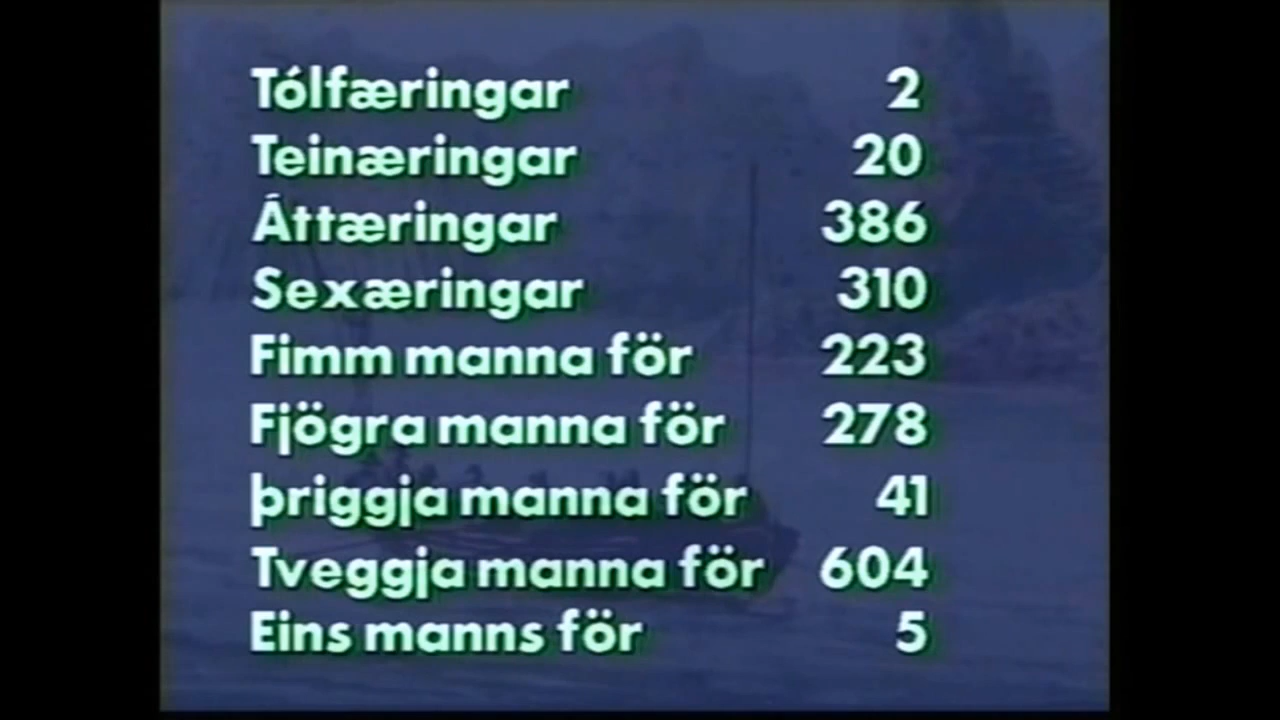 Tólfæringar 2
Teinæringar 20
Áttæringar 386
Sexæringar 310
Fimm manna för 223
Fjögra manna för 278
þriggja manna för 41
Tveggja manna för 604
Eins manns för 5